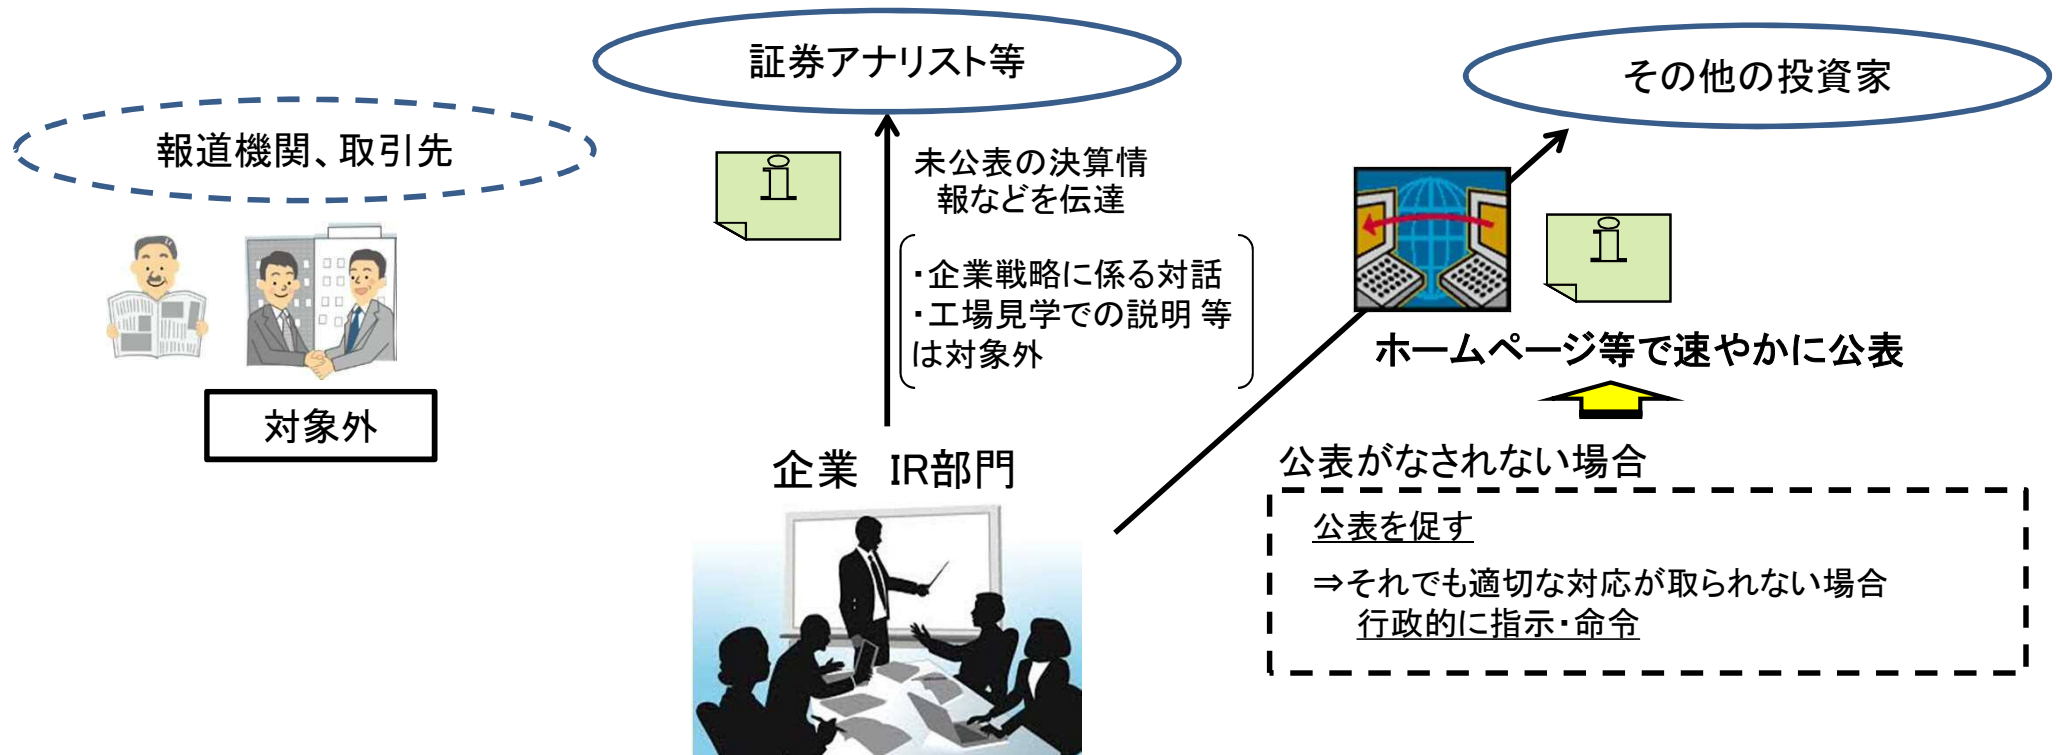 証券アナリスト等
その他の投資家
報道機関、取引先
対象外
i
未公表の決算情
報などを伝達
・企業戦略に係る対話
・工場見学での説明 等
は対象外
i
ホームページ等で速やかに公表
企業 IR部門
公表がなされない場合
公表を促す
⇒それでも適切な対応が取られない場合
行政的に指示・命令